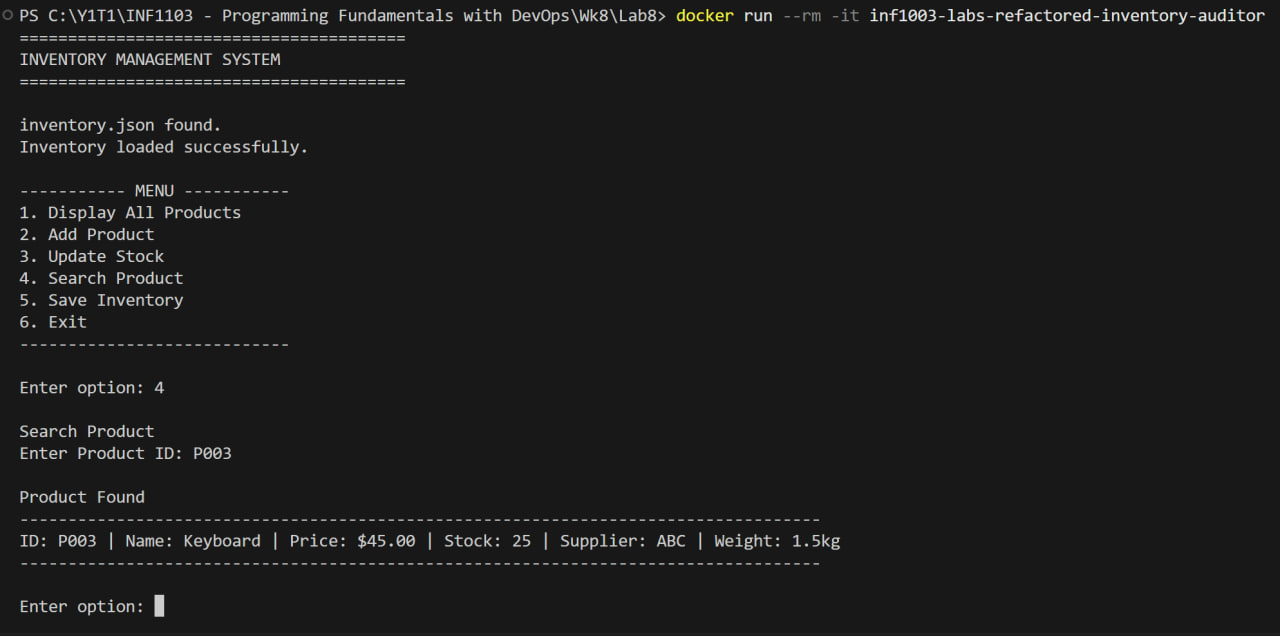 PS C:\Y1T1\INF1103 - Programming Fundamentals with DevOps\Wk8\Lab8> docker run --rm -it inf1003-labs-refactored-inventory-auditor
========================================
INVENTORY MANAGEMENT SYSTEM
========================================
inventory.json found.
Inventory loaded successfully.
----------- MENU -----------
1. Display All Products
2. Add Product
3. Update Stock
4. Search Product
5. Save Inventory
6. Exit
----------------------------
Enter option: 4
Search Product
Enter Product ID: P003
Product Found
-----------------------------------------------------------------------------------
ID: P003 | Name: Keyboard | Price: $45.00 | Stock: 25 | Supplier: ABC | Weight: 1.5kg
-----------------------------------------------------------------------------------
Enter option: